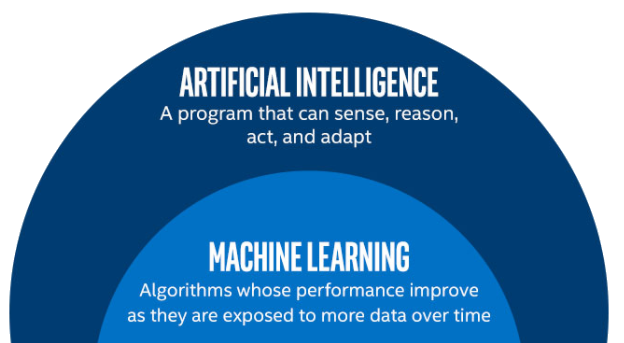 ARTIFICIAL INTELLIGENCE
A program that can sense, reason,
act, and adapt
MACHINE LEARNING
Algorithms whose performance improve
as they are exposed to more data over time